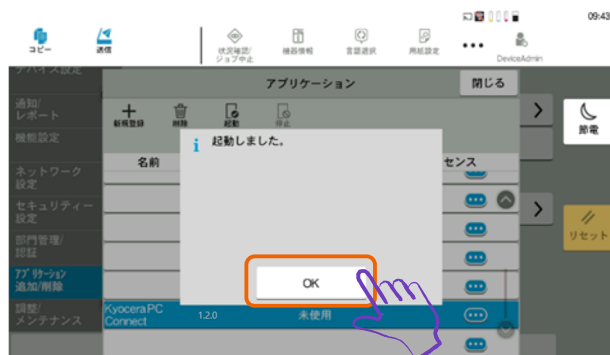 09:43
コピー
送信
状況確認/
ジョブ中止
機器情報
言語選択
用紙設定
DeviceAdmin
デバイス設定
アプリケーション
閉じる
通知/
レポート
新規登録
削除
起動
停止
節電
機能設定
起動しました。
名前
センス
ネットワーク
設定
セキュリティー
設定
リセット
部門管理/
認証
アプリケーション
追加/削除
OK
調整/
メンテナンス
Kyocera PC
Connect
1.2.0
未使用